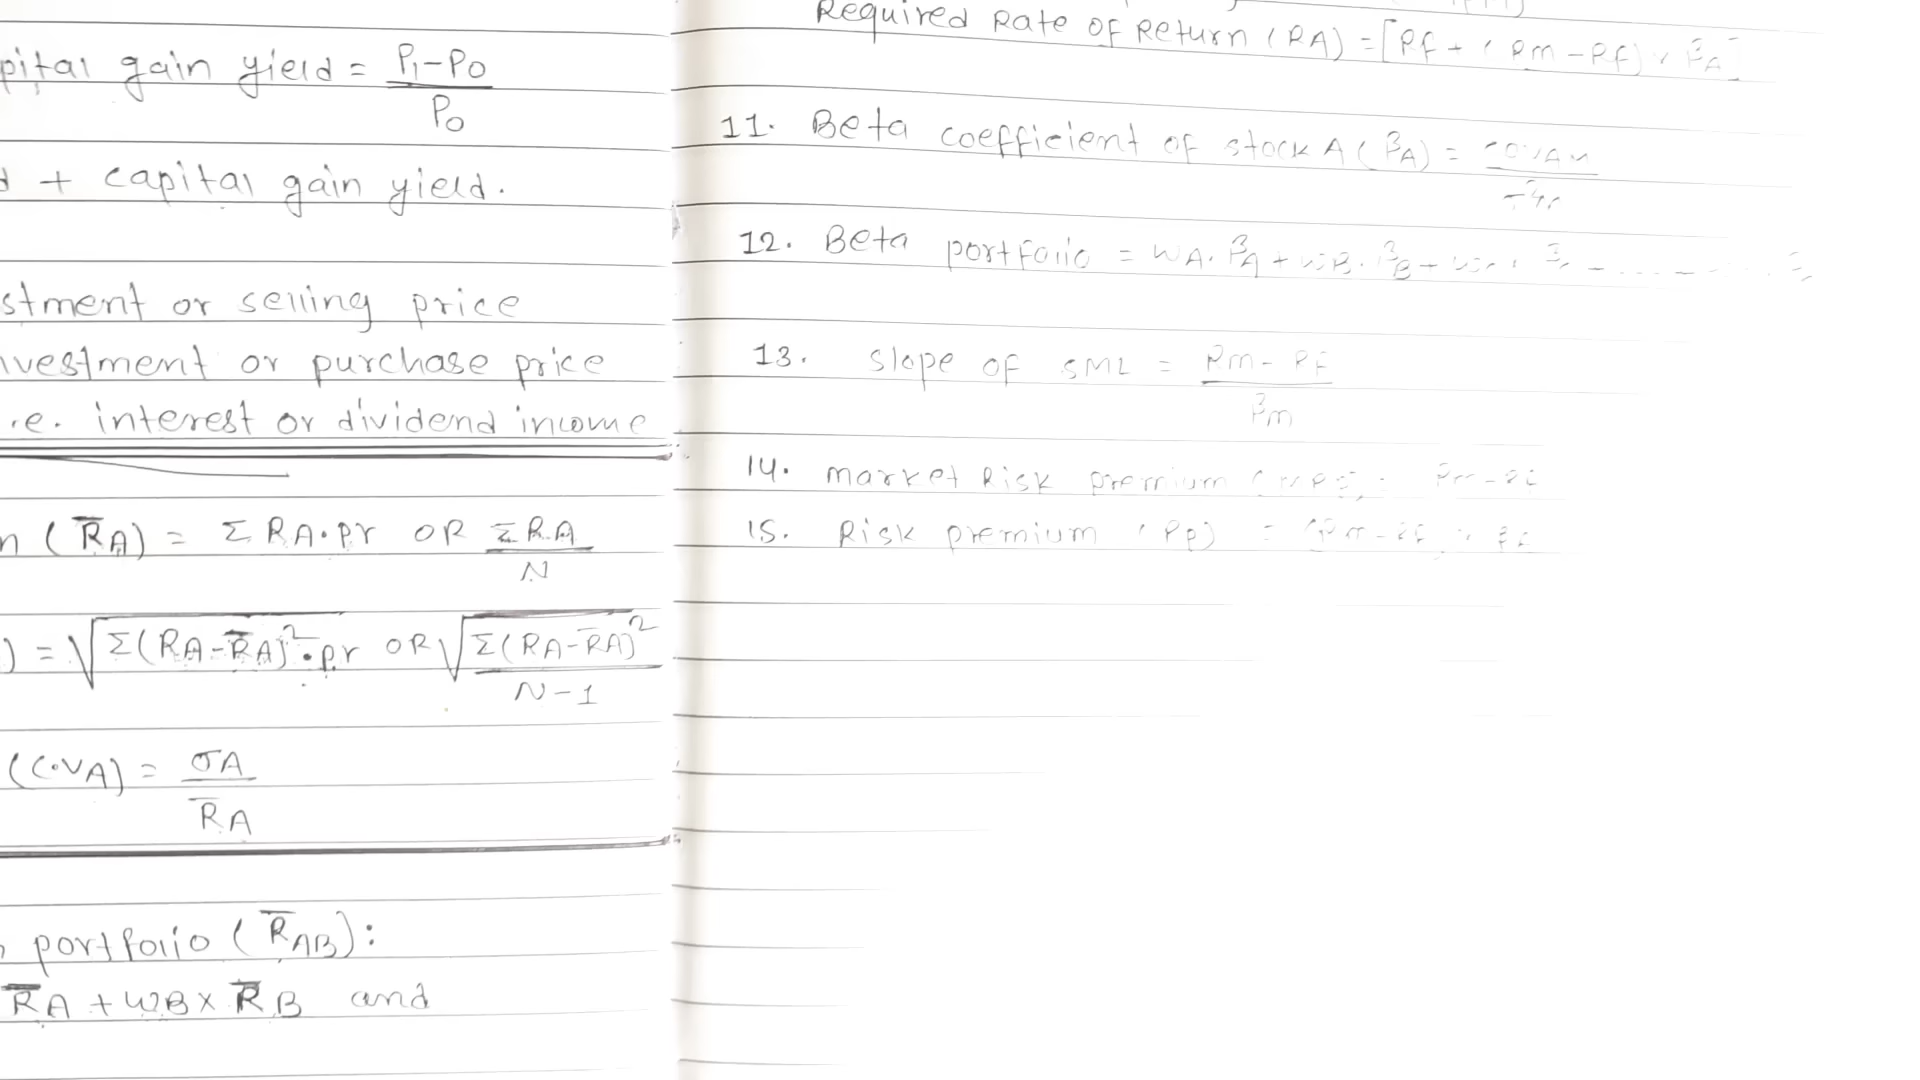 pital gain yield = P1-P0
P0
d + capital gain yield.
stment or selling price
nvestment or purchase price
i.e. interest or dividend income
n (R̅A) = Σ RA.Pr OR ΣRA
N
) = √Σ(RA-R̅A)².pr OR √Σ(RA-R̅A)²
N-1
(C.VA) = σA
R̅A
portfolio (R̅AB):
R̅A + WB x R̅B and
Required Rate of Return (RA) = [RF + (Rm - RF) x βA]
11. Beta coefficient of stock A (βA) =
12. Beta portfolio = WA. βA + WB. βB +
13. Slope of SML = Rm - RF
βm
14. market Risk premium
15. Risk premium (RP) =